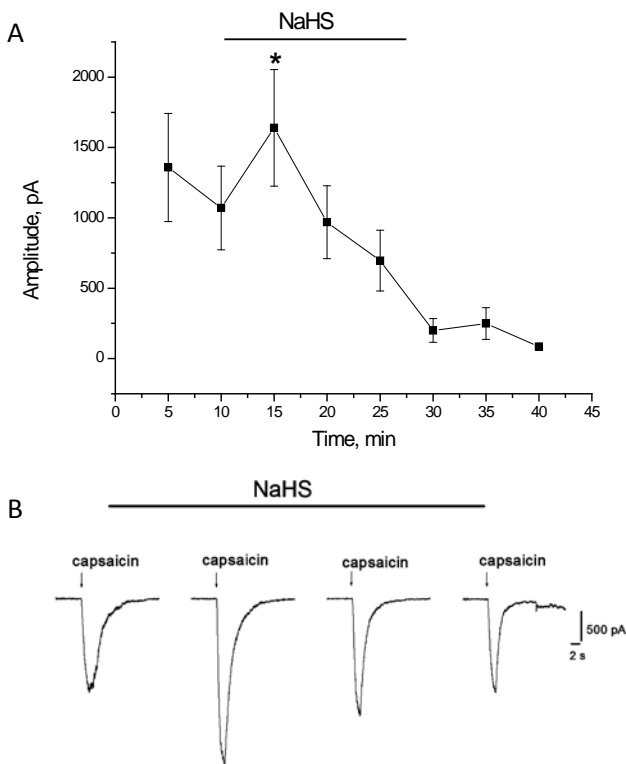 A
NaHS
*
2000
1500
1000
500
0
Amplitude, pA
0 5 10 15 20 25 30 35 40 45
Time, min
NaHS
B
capsaicin capsaicin capsaicin capsaicin
500 pA
2 s